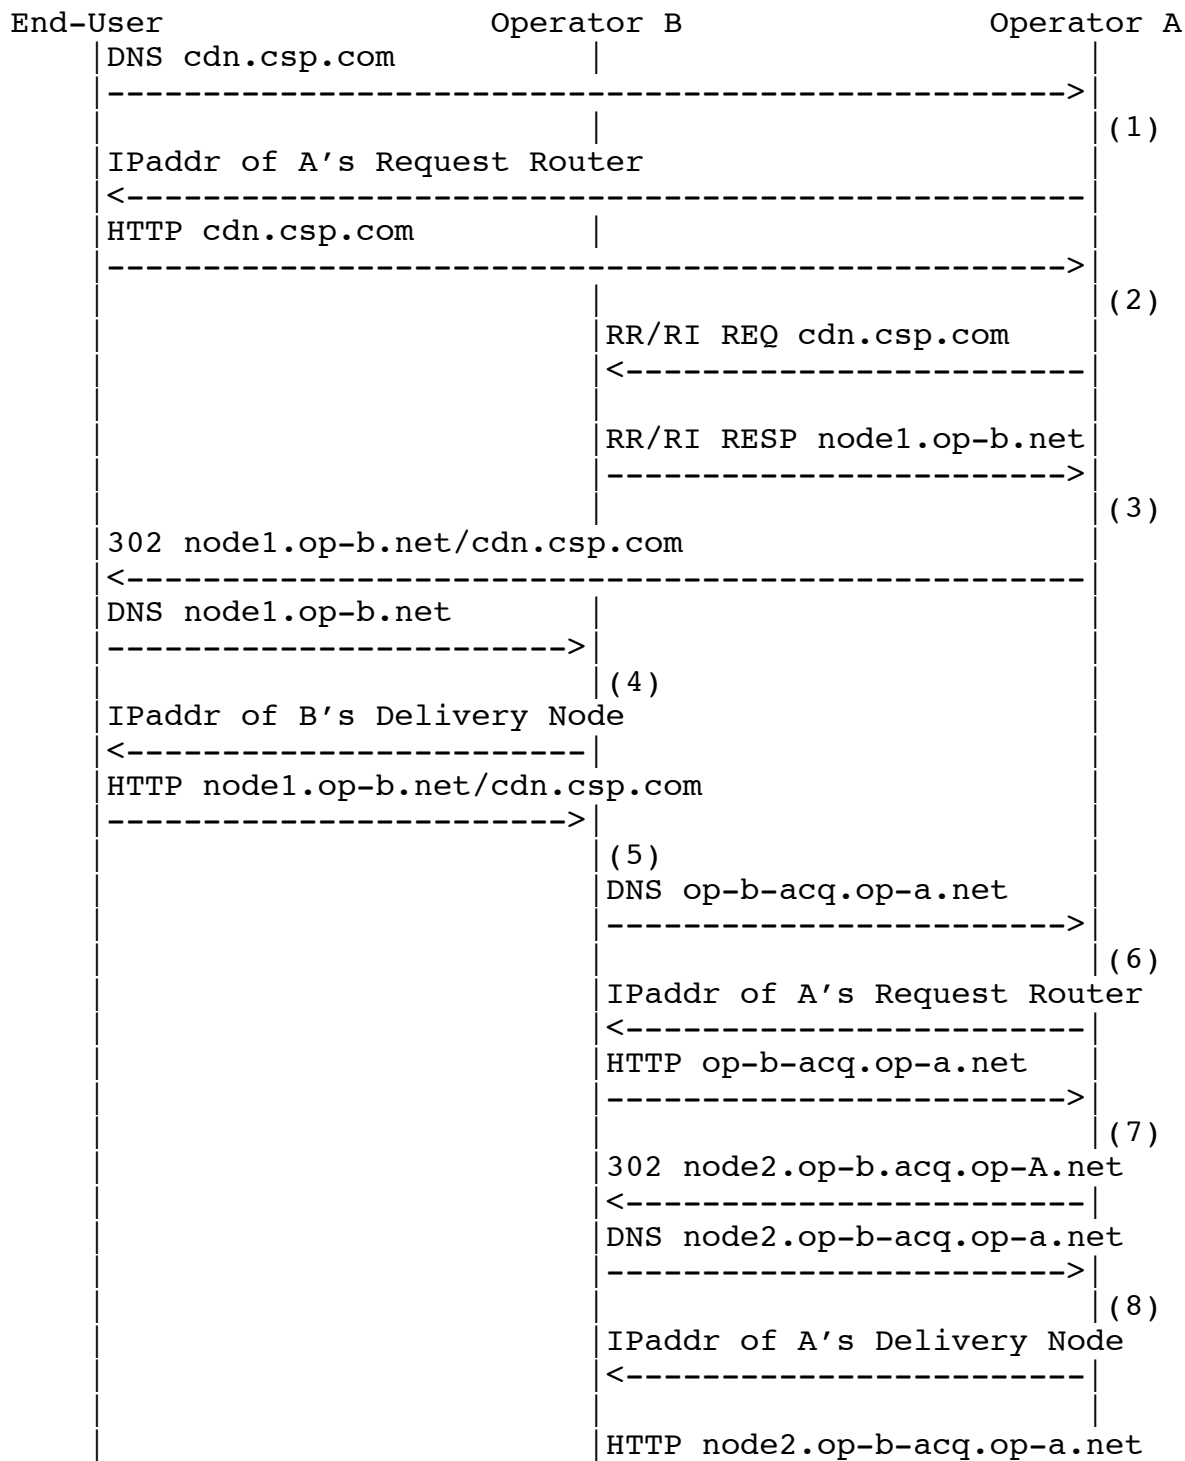 End-User Operator B Operator A
DNS cdn.csp.com
(1)
IPaddr of A's Request Router
HTTP cdn.csp.com
(2)
RR/RI REQ cdn.csp.com
RR/RI RESP node1.op-b.net
(3)
302 node1.op-b.net/cdn.csp.com
DNS node1.op-b.net
(4)
IPaddr of B's Delivery Node
HTTP node1.op-b.net/cdn.csp.com
(5)
DNS op-b-acq.op-a.net
(6)
IPaddr of A's Request Router
HTTP op-b-acq.op-a.net
(7)
302 node2.op-b.acq.op-A.net
DNS node2.op-b-acq.op-a.net
(8)
IPaddr of A's Delivery Node
HTTP node2.op-b-acq.op-a.net